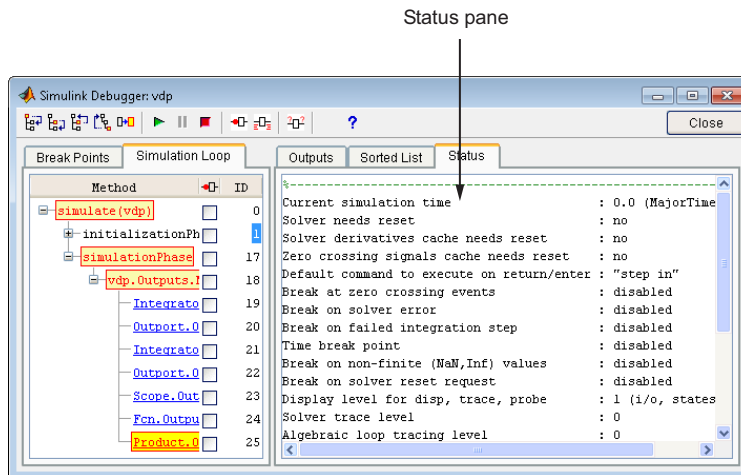 Status pane
Simulink Debugger: vdp
? Close
Break Points Simulation Loop
Method ID
simulate(vdp) 0
initializationPh 1
simulationPhase 17
vdp.Outputs. 18
Integrato 19
Outport.O 20
Integrato 21
Outport.O 22
Scope.Out 23
Fcn.Outpu 24
Product.O 25
Outputs Sorted List Status
%----------------------------------------------------------------
Current simulation time : 0.0 (MajorTime
Solver needs reset : no
Solver derivatives cache needs reset : no
Zero crossing signals cache needs reset : no
Default command to execute on return/enter : "step in"
Break at zero crossing events : disabled
Break on solver error : disabled
Break on failed integration step : disabled
Time break point : disabled
Break on non-finite (NaN,Inf) values : disabled
Break on solver reset request : disabled
Display level for disp, trace, probe : 1 (i/o, states
Solver trace level : 0
Algebraic loop tracing level : 0